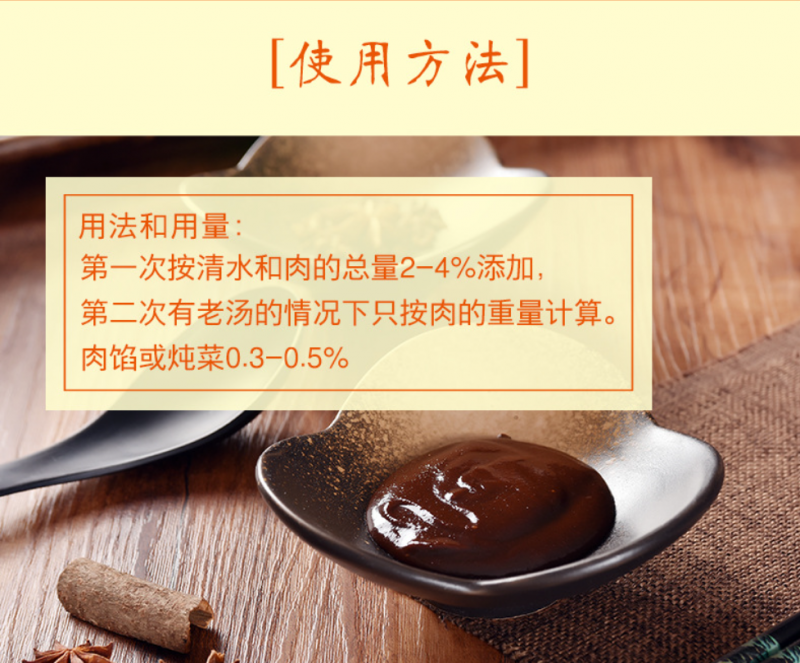 [使用方法]
用法和用量：
第一次按清水和肉的总量2-4%添加，
第二次有老汤的情况下只按肉的重量计算。
肉馅或炖菜0.3-0.5%